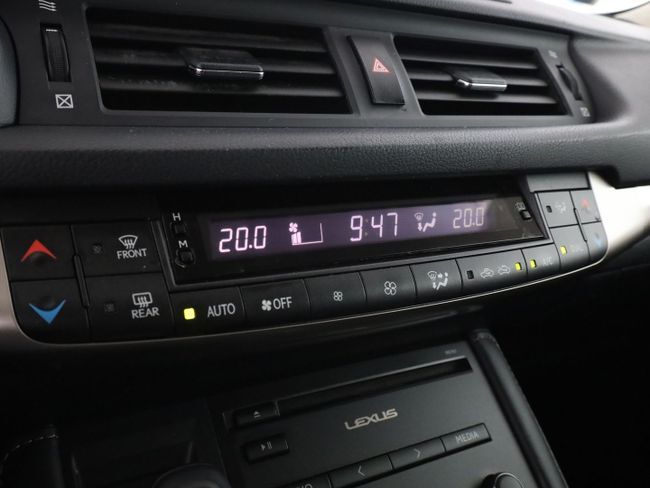 H
M
20.0 9:47 20.0
FRONT
REAR
AUTO OFF A/C
LEXUS
MEDIA